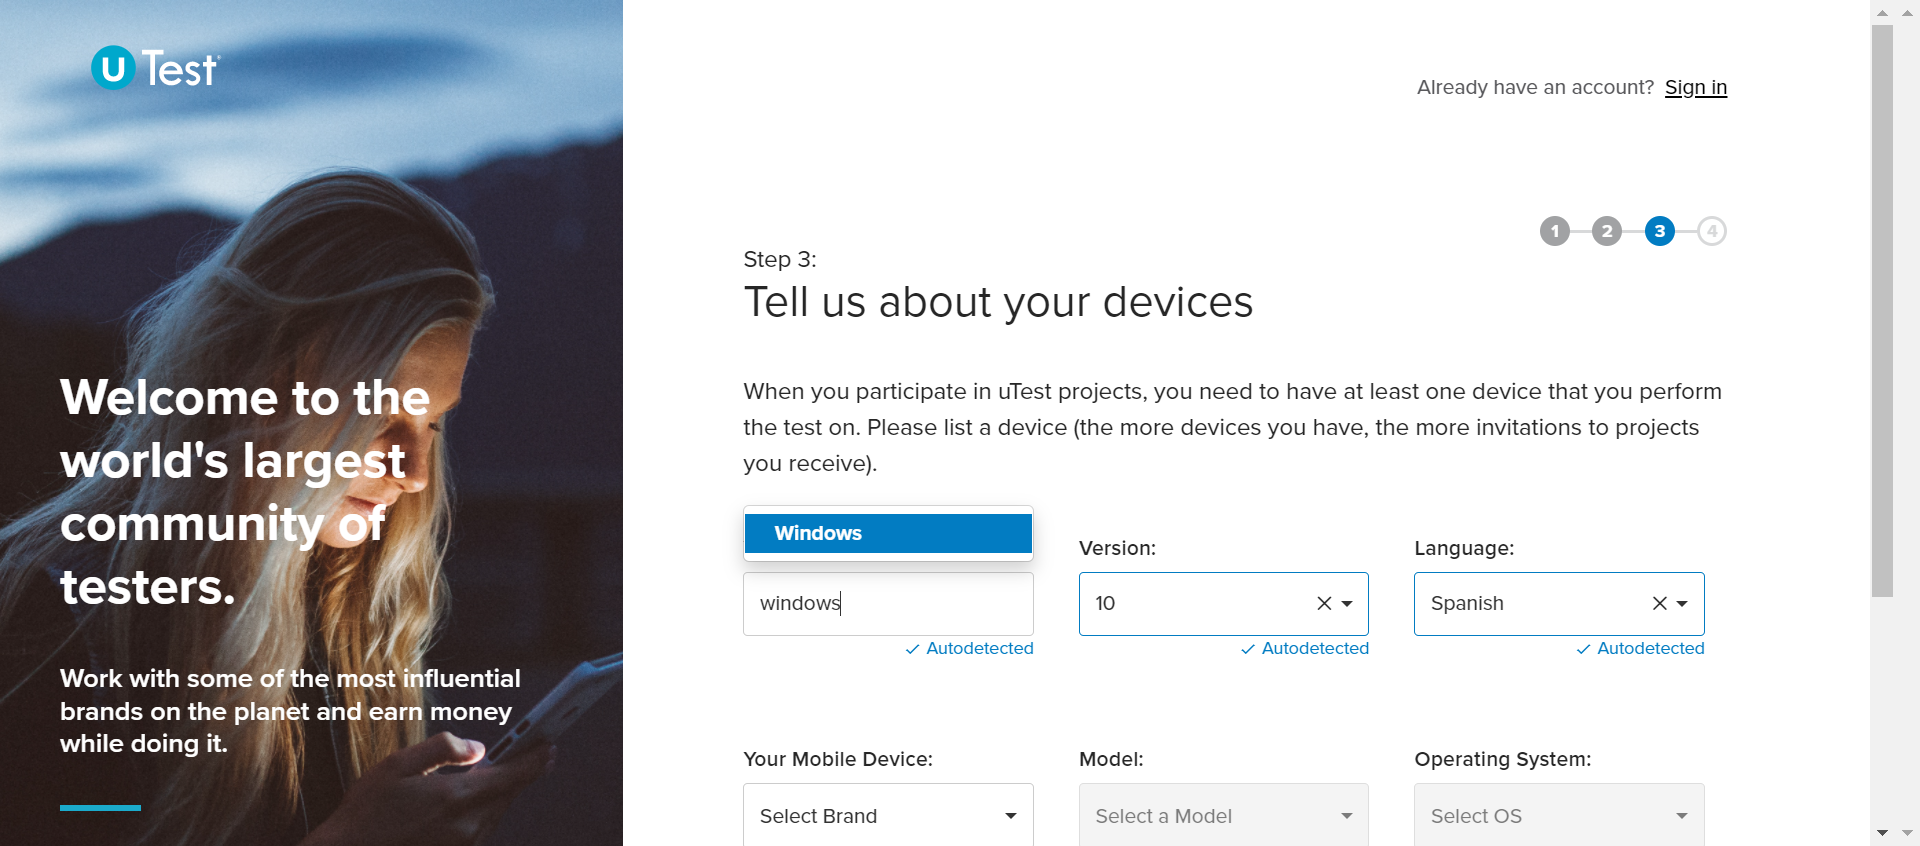 uTest
Already have an account? Sign in
1 2 3 4
Step 3:
Tell us about your devices
Welcome to the
world's largest
community of
testers.
Work with some of the most influential
brands on the planet and earn money
while doing it.
When you participate in uTest projects, you need to have at least one device that you perform
the test on. Please list a device (the more devices you have, the more invitations to projects
you receive).
Windows
windows
Autodetected
Version:
10
Autodetected
Language:
Spanish
Autodetected
Your Mobile Device:
Select Brand
Model:
Select a Model
Operating System:
Select OS